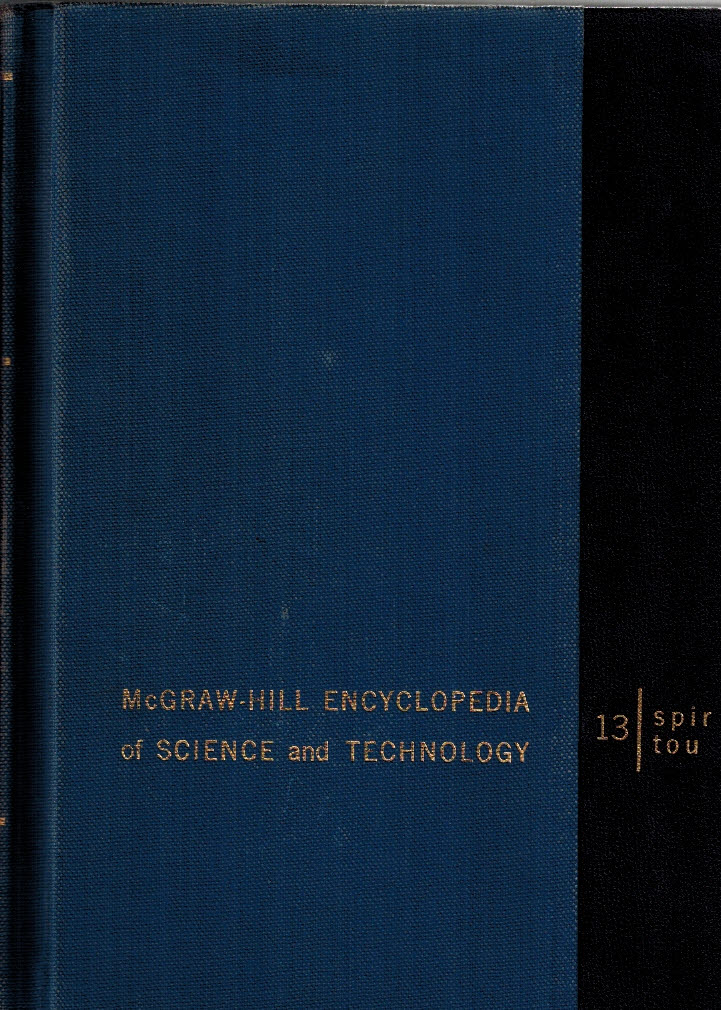 McGRAW-HILL ENCYCLOPEDIA
of SCIENCE and TECHNOLOGY
13
spir
tou